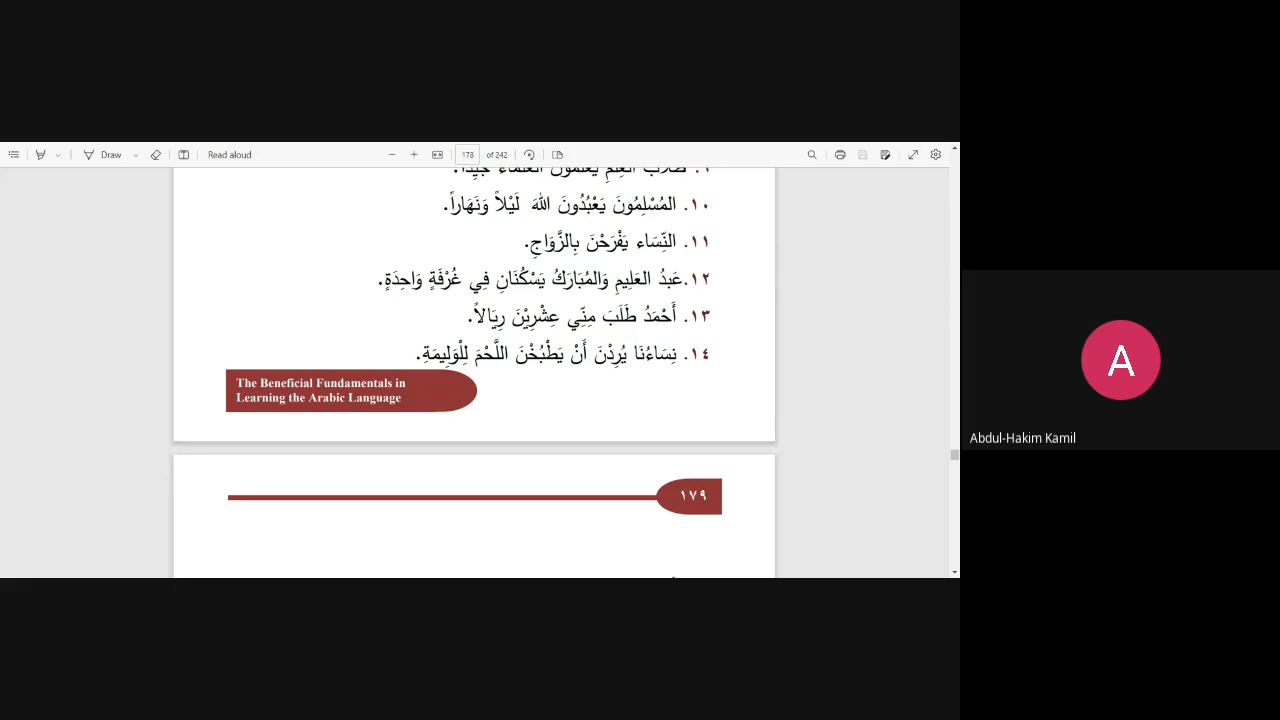 Draw
Read aloud
178 of 242
١٠. المُسْلِمُونَ يَعْبُدُونَ اللهَ لَيْلاً وَنَهَاراً.
١١. النِّسَاء يَفْرَحْنَ بِالزَّوَاجِ.
١٢.عَبدُ العَلِيمِ وَالمُبَارَكُ يَسْكُنَانِ فِي غُرْفَةٍ وَاحِدَةٍ.
١٣. أَحْمَدُ طَلَبَ مِنِّي عِشْرِيْنَ رِيَالاً.
١٤. نِسَاءُنَا يُرِدْنَ أَنْ يَطْبُخْنَ اللَّحْمَ لِلْوَلِيمَةِ.
The Beneficial Fundamentals in
Learning the Arabic Language
١٧٩
A
Abdul-Hakim Kamil